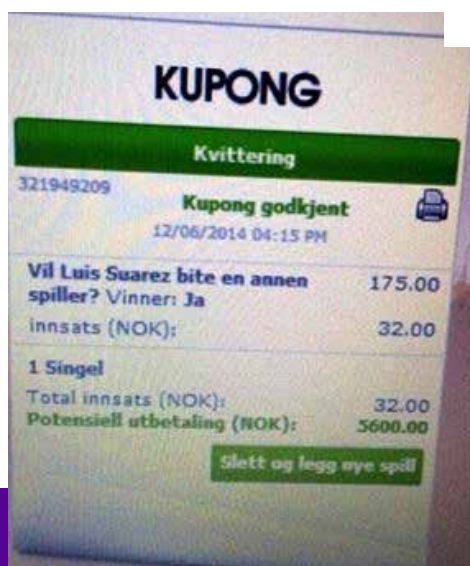 KUPONG
Kvittering
321949209
Kupong godkjent
12/06/2014 04:15 PM
Vil Luis Suarez bite en annen 175.00
spiller? Vinner: Ja
innsats (NOK): 32.00
1 Singel
Total innsats (NOK): 32.00
Potensiell utbetaling (NOK): 5600.00
Slett og legg nye spill